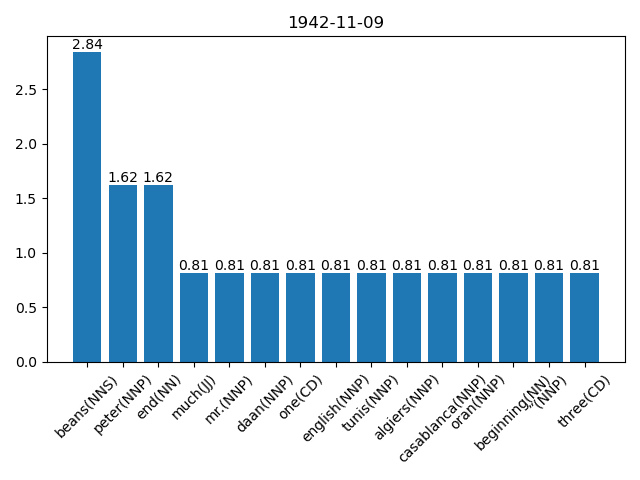 1942-11-09
2.5
2.0
1.5
1.0
0.5
0.0
2.84
1.62 1.62
0.81 0.81 0.81 0.81 0.81 0.81 0.81 0.81 0.81 0.81 0.81 0.81
beans(NNS)
peter(NNP)
end(NN)
much(JJ)
mr.(NNP)
daan(NNP)
one(CD)
english(NNP)
tunis(NNP)
algiers(NNP)
casablanca(NNP)
oran(NNP)
beginning(NN)
(NNP)
three(CD)